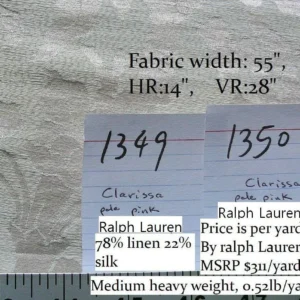 Fabric width: 55",
HR:14", VR:28"
1349
Clarissa
pale pink
Ralph Lauren
78% linen 22%
silk
1350
Clarissa
pale pink
Ralph Lauren
Price is per yard
By ralph Lauren
MSRP $311/yard
Medium heavy weight, 0.52lb/ya